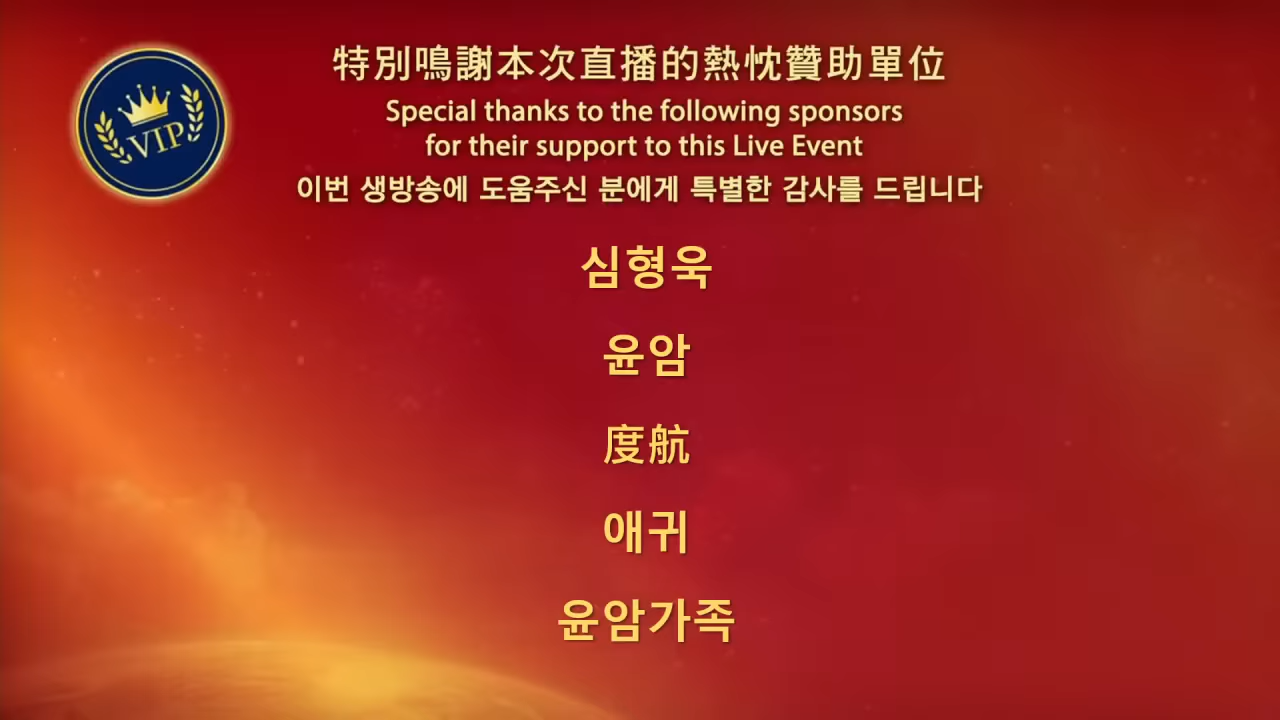 VIP
特別鳴謝本次直播的熱忱贊助單位
Special thanks to the following sponsors
for their support to this Live Event
이번 생방송에 도움주신 분에게 특별한 감사를 드립니다
심형욱
윤암
度航
애귀
윤암가족